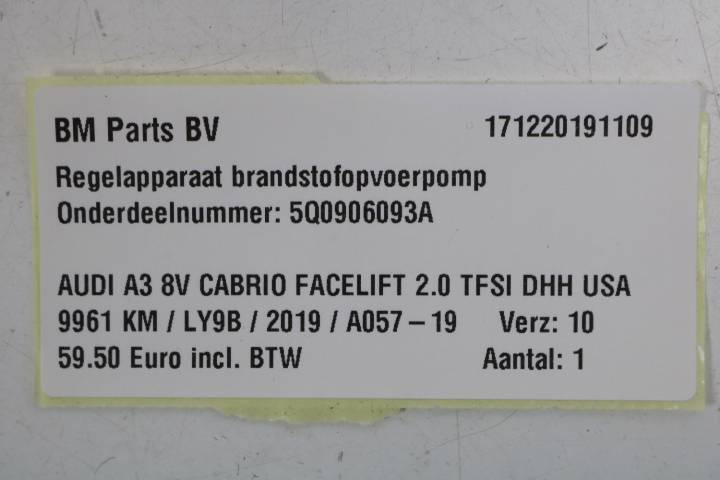 BM Parts BV 171220191109
Regelapparaat brandstofopvoerpomp
Onderdeelnummer: 5Q0906093A
AUDI A3 8V CABRIO FACELIFT 2.0 TFSI DHH USA
9961 KM / LY9B / 2019 / A057 – 19 Verz: 10
59.50 Euro incl. BTW Aantal: 1